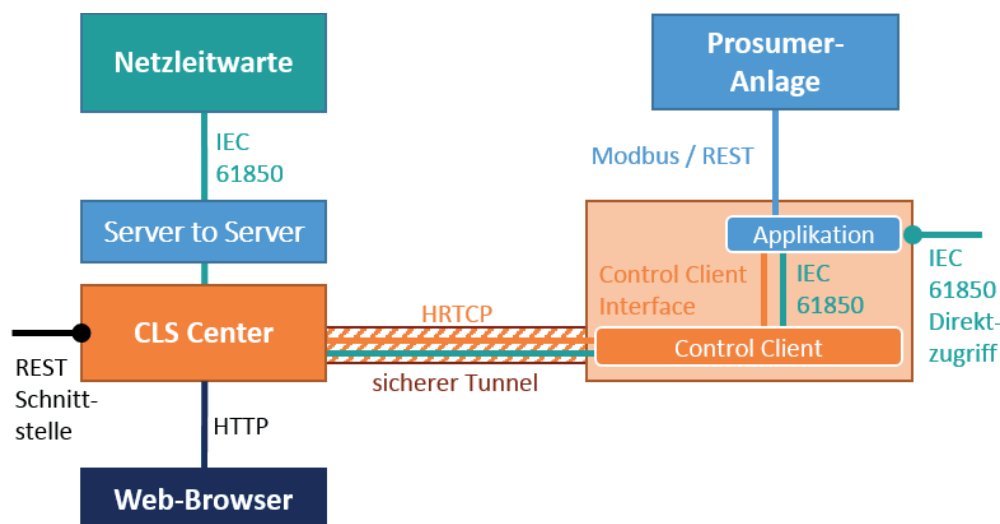 Netzleitwarte
Prosumer-
Anlage
IEC
61850
Modbus / REST
Server to Server
Applikation
Control Client
Interface
IEC
61850
IEC
61850
Direkt-
zugriff
CLS Center
HRTCP
Control Client
sicherer Tunnel
REST
Schnitt-
stelle
HTTP
Web-Browser